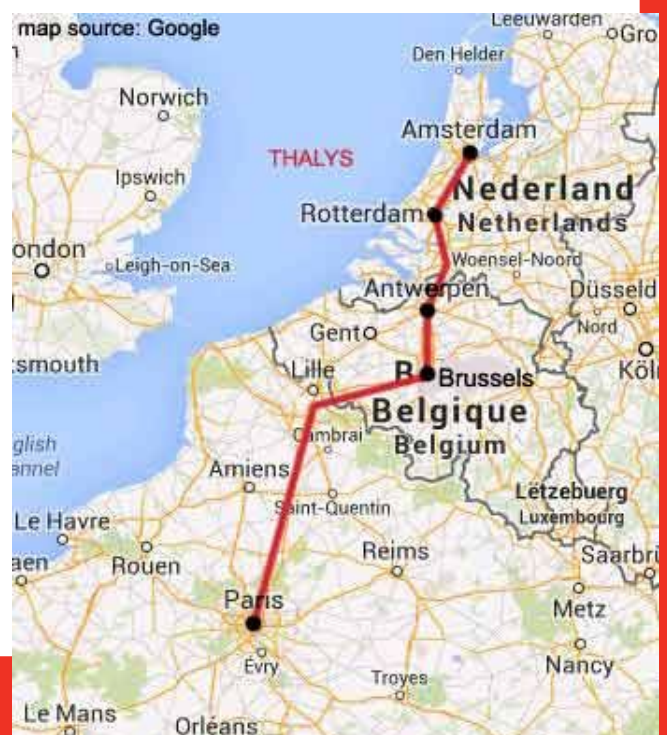 map source: Google
Leeuwarden
Gro
Den Helder
Norwich
Amsterdam
THALYS
Ipswich
Nederland
Rotterdam
Netherlands
ondon
Leigh-on-Sea
Woensel-Noord
Antwerpen
Düsseld
Gent
Nord
tsmouth
Lille
B
Brussels
Köl
Belgique
Cambrai
Belgium
glish
annel
Amiens
Saint-Quentin
Lëtzebuerg
Luxembourg
Le Havre
Reims
Saarbrü
aen
Rouen
Paris
Metz
Évry
Nancy
Troyes
Le Mans
Orléans